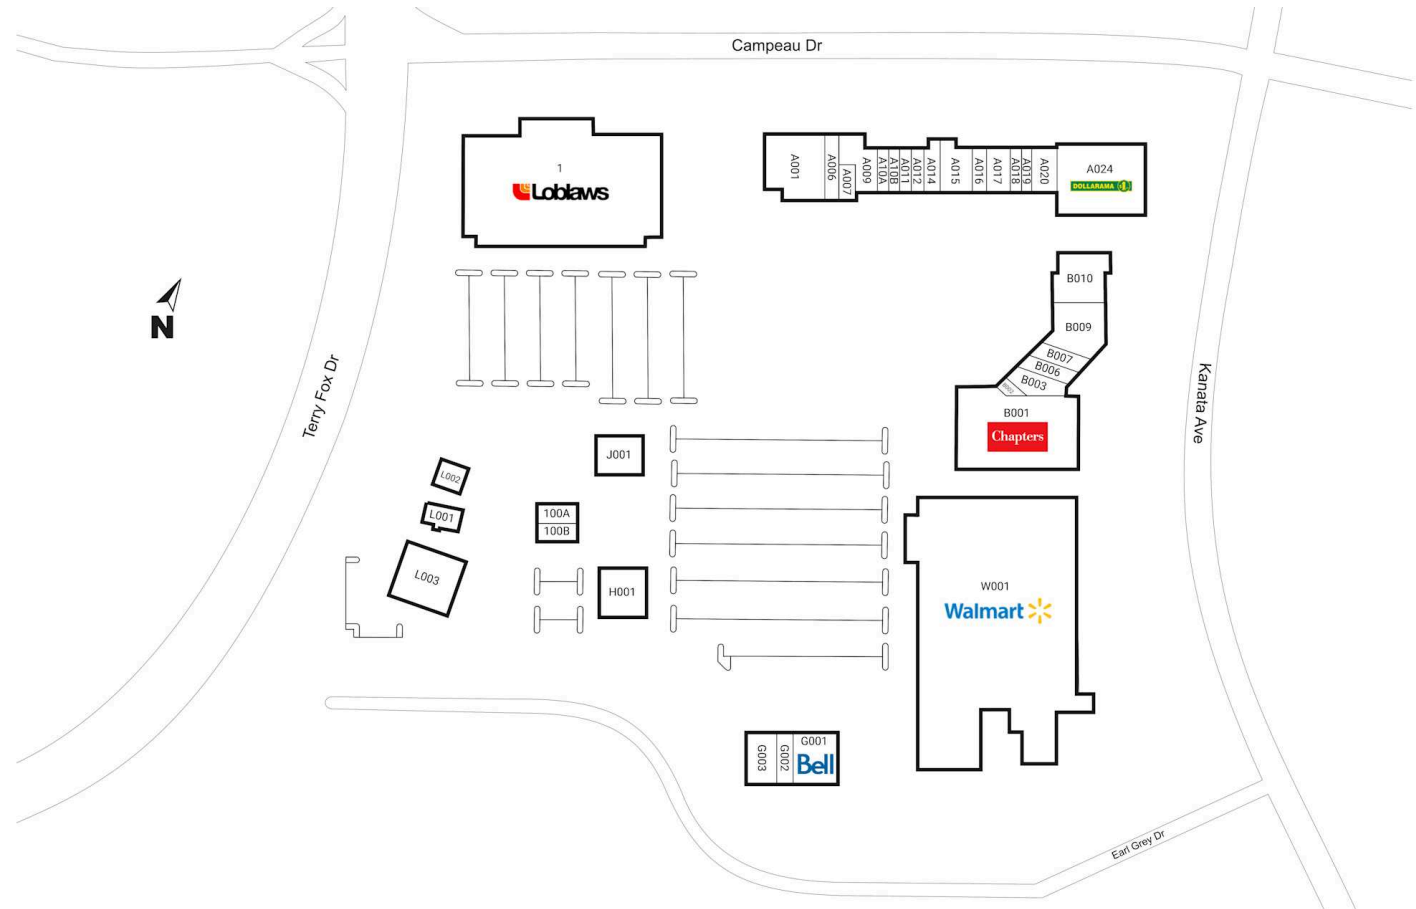 Campeau Dr
1
Loblaws
A001
A006
A007
A009
A10A
A10B
A011
A012
A014
A015
A016
A017
A018
A019
A020
A024
DOLLARAMA
B010
B009
B007
B006
B003
B001
Chapters
N
Terry Fox Dr
Kanata Ave
J001
L002
L001
L003
100A
100B
H001
W001
Walmart
G003
G002
G001
Bell
Earl Grey Dr